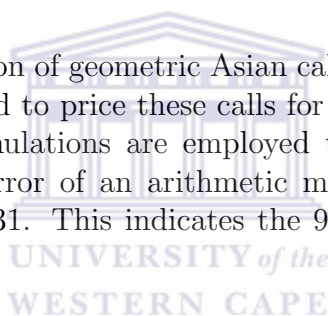 on of geometric Asian cal
d to price these calls for
nulations are employed t
rror of an arithmetic m
31. This indicates the 9
UNIVERSITY of the
WESTERN CAPE